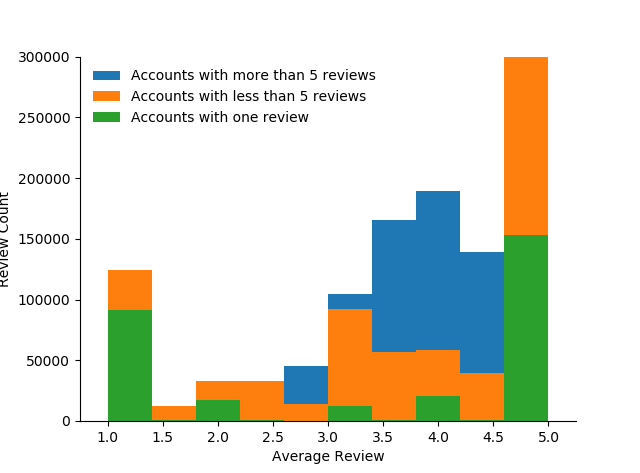 300000
250000
200000
150000
100000
50000
0
Review Count
Accounts with more than 5 reviews
Accounts with less than 5 reviews
Accounts with one review
1.0 1.5 2.0 2.5 3.0 3.5 4.0 4.5 5.0
Average Review